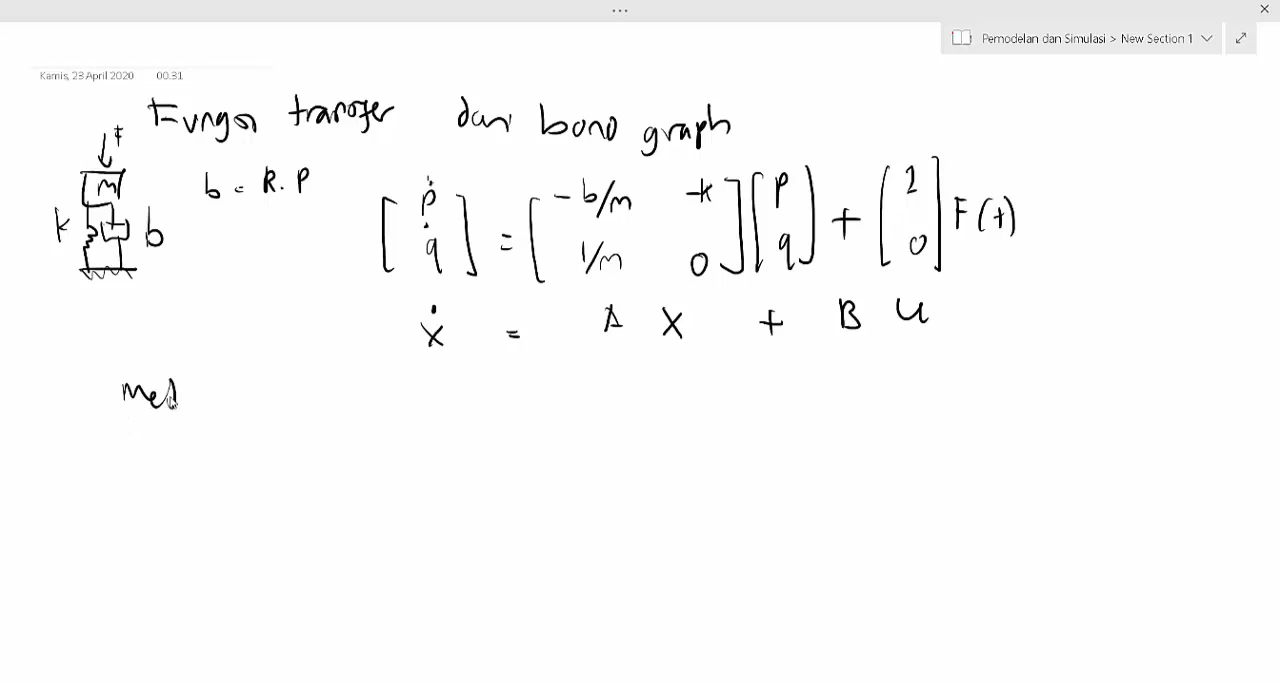 ...
Pemodelan dan Simulasi > New Section 1
Kamis, 23 April 2020 00.31
Fungsi transfer dari bond graph
F
M
k b
b = R. P
[ṗ q̇] = [-b/m -k 1/m 0][p q] + [1 0] F(t)
ẋ = A X + B U
Med